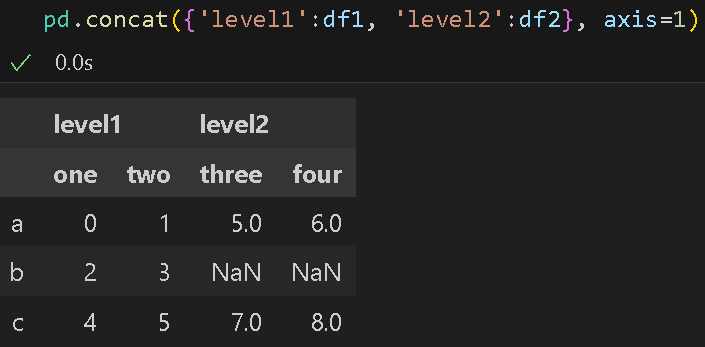 pd.concat({'level1':df1, 'level2':df2}, axis=1)
0.0s
level1 level2
one two three four
a 0 1 5.0 6.0
b 2 3 NaN NaN
c 4 5 7.0 8.0